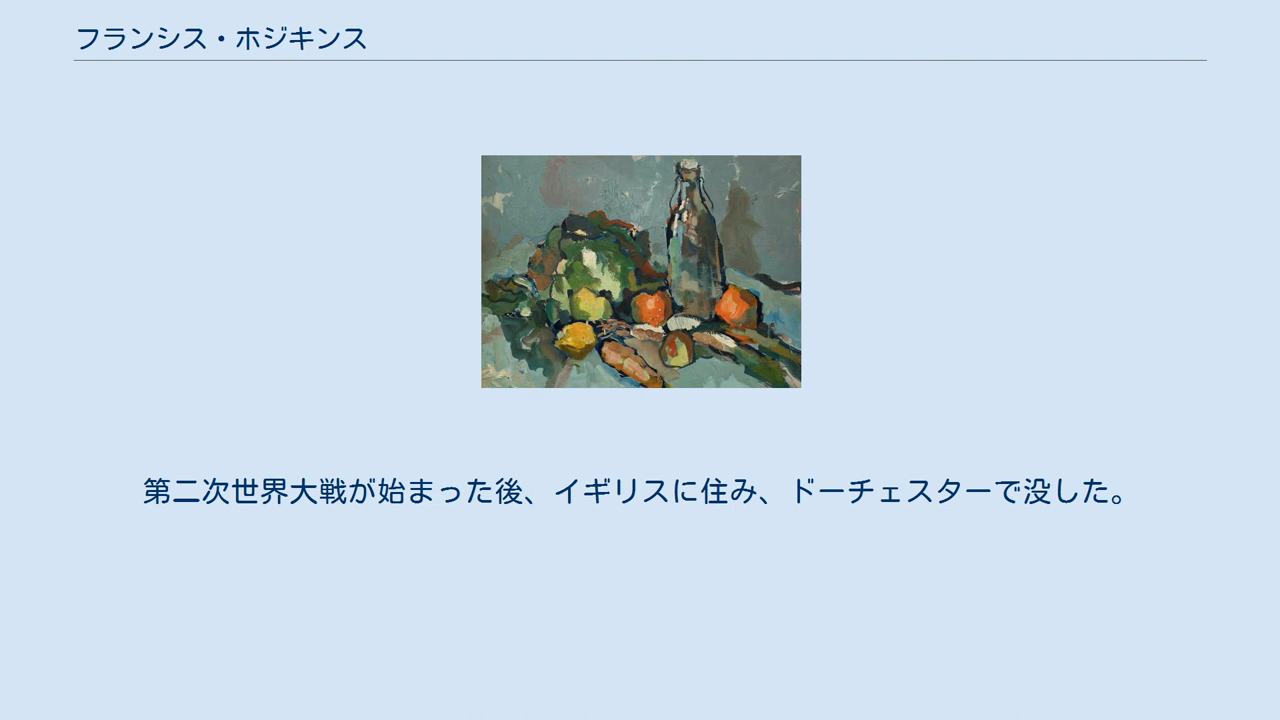 フランシス・ホジキンス
第二次世界大戦が始まった後、イギリスに住み、ドーチェスターで没した。